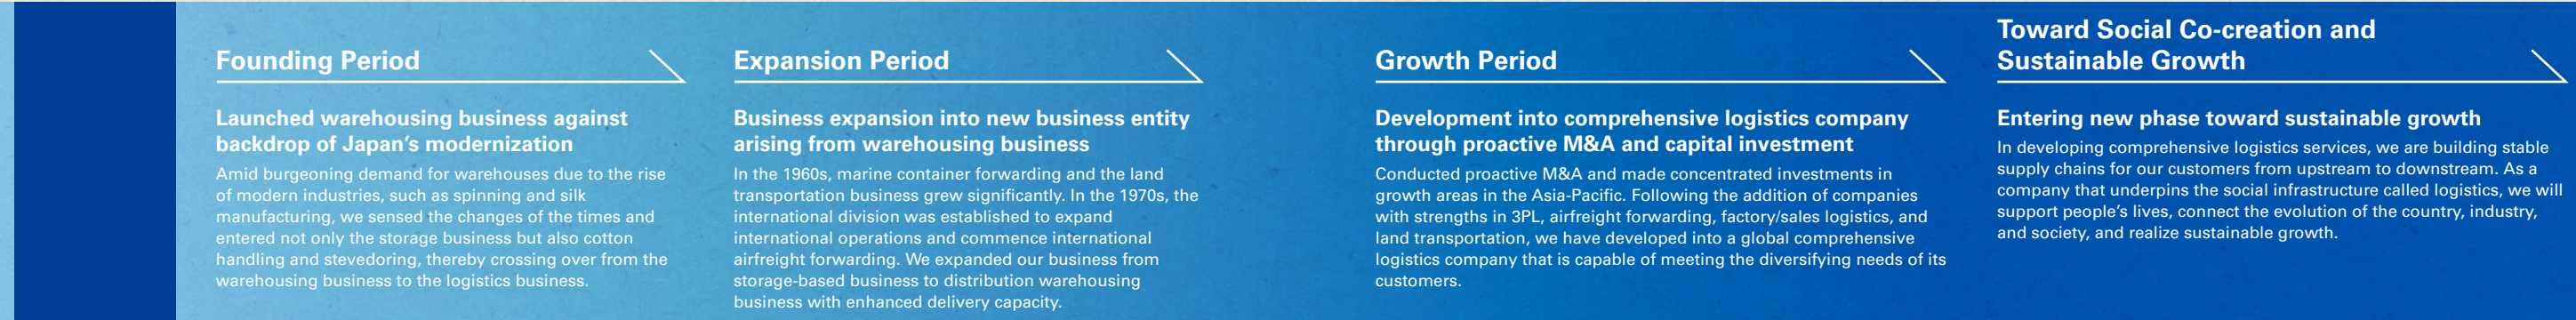 Founding Period
Launched warehousing business against
backdrop of Japan’s modernization
Amid burgeoning demand for warehouses due to the rise
of modern industries, such as spinning and silk
manufacturing, we sensed the changes of the times and
entered not only the storage business but also cotton
handling and stevedoring, thereby crossing over from the
warehousing business to the logistics business.
Expansion Period
Business expansion into new business entity
arising from warehousing business
In the 1960s, marine container forwarding and the land
transportation business grew significantly. In the 1970s, the
international division was established to expand
international operations and commence international
airfreight forwarding. We expanded our business from
storage-based business to distribution warehousing
business with enhanced delivery capacity.
Growth Period
Development into comprehensive logistics company
through proactive M&A and capital investment
Conducted proactive M&A and made concentrated investments in
growth areas in the Asia-Pacific. Following the addition of companies
with strengths in 3PL, airfreight forwarding, factory/sales logistics, and
land transportation, we have developed into a global comprehensive
logistics company that is capable of meeting the diversifying needs of its
customers.
Toward Social Co-creation and
Sustainable Growth
Entering new phase toward sustainable growth
In developing comprehensive logistics services, we are building stable
supply chains for our customers from upstream to downstream. As a
company that underpins the social infrastructure called logistics, we will
support people’s lives, connect the evolution of the country, industry,
and society, and realize sustainable growth.